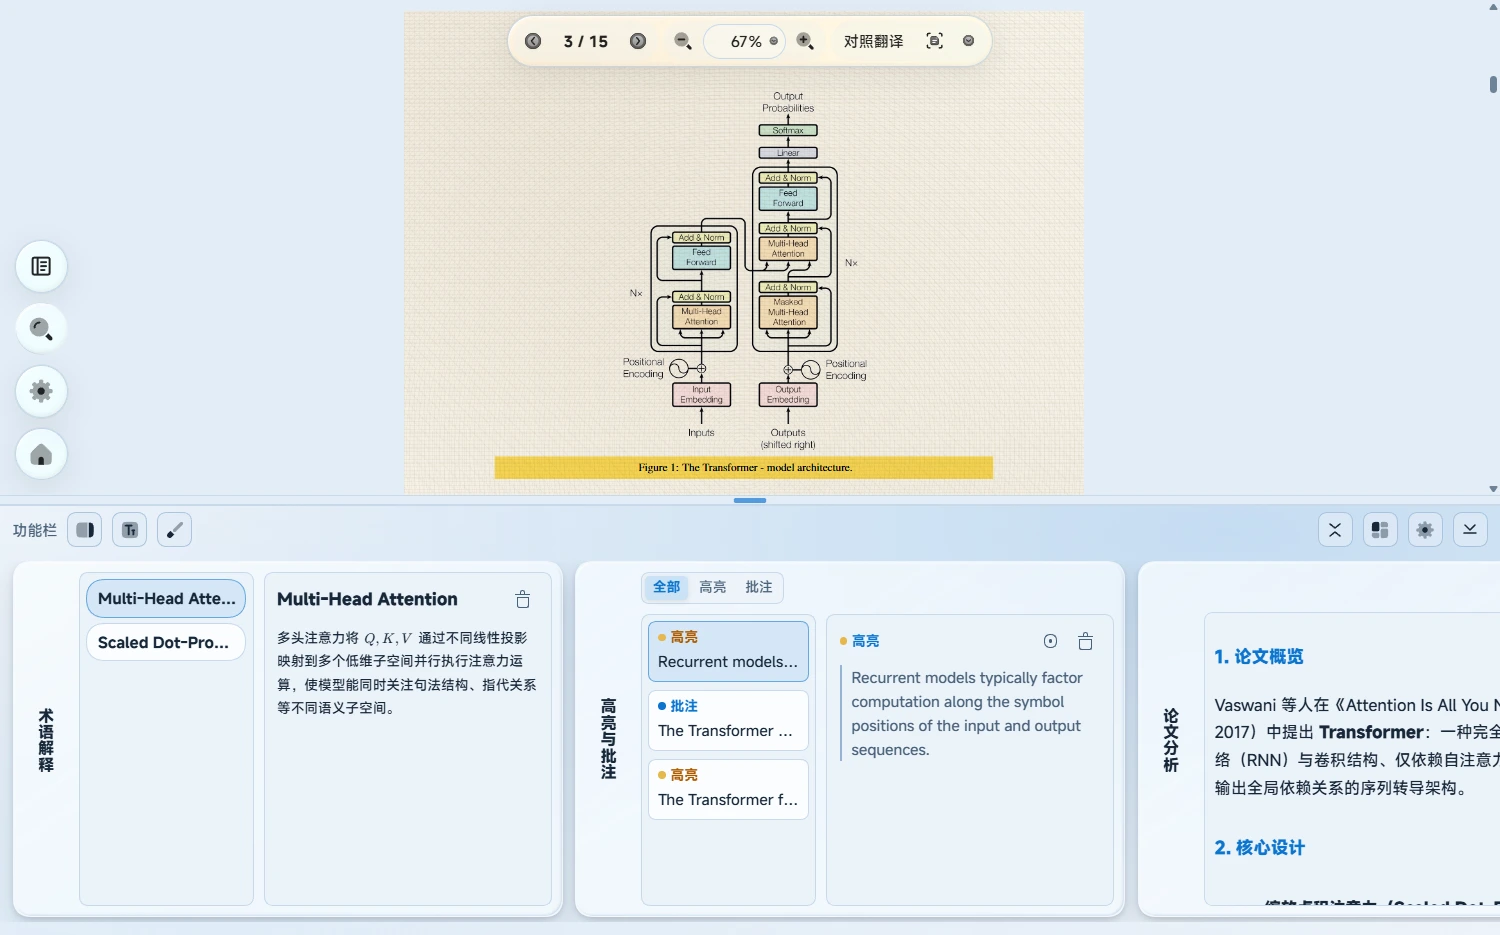 3 / 15
67%
对照翻译
Output
Probabilities
Softmax
Linear
Add & Norm
Feed
Forward
Add & Norm
Multi-Head
Attention
Add & Norm
Masked
Multi-Head
Attention
Nx
Add & Norm
Feed
Forward
Add & Norm
Multi-Head
Attention
Nx
Positional
Encoding
Positional
Encoding
Input
Embedding
Output
Embedding
Inputs
Outputs
(shifted right)
Figure 1: The Transformer - model architecture.
功能栏
术语解释
Multi-Head Atte...
Scaled Dot-Pro...
Multi-Head Attention
多头注意力将 Q, K, V 通过不同线性投影
映射到多个低维子空间并行执行注意力运
算，使模型能同时关注句法结构、指代关系
等不同语义子空间。
高亮与批注
全部 高亮 批注
高亮
Recurrent models...
批注
The Transformer ...
高亮
The Transformer f...
高亮
Recurrent models typically factor
computation along the symbol
positions of the input and output
sequences.
论文分析
1. 论文概览
Vaswani 等人在《Attention Is All You N
2017）中提出 Transformer：一种完全
络（RNN）与卷积结构、仅依赖自注意力
输出全局依赖关系的序列转导架构。
2. 核心设计